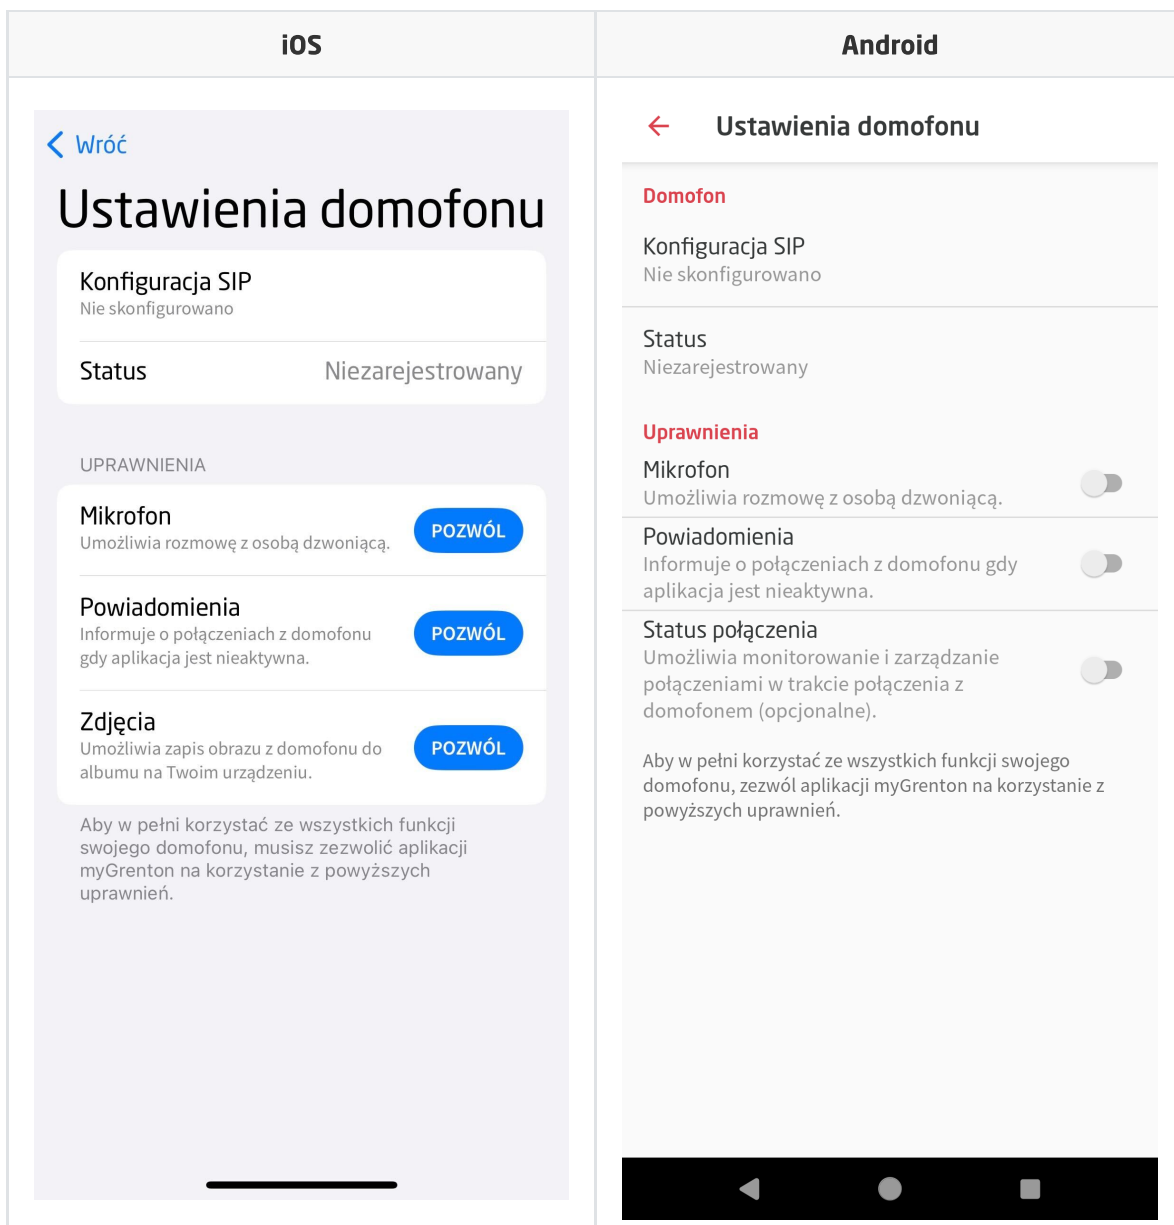 iOS
Android
Wróć
Ustawienia domofonu
Konfiguracja SIP
Nie skonfigurowano
Status
Niezarejestrowany
UPRAWNIENIA
Mikrofon
Umożliwia rozmowę z osobą dzwoniącą.
POZWÓL
Powiadomienia
Informuje o połączeniach z domofonu
gdy aplikacja jest nieaktywna.
POZWÓL
Zdjęcia
Umożliwia zapis obrazu z domofonu do
albumu na Twoim urządzeniu.
POZWÓL
Aby w pełni korzystać ze wszystkich funkcji
swojego domofonu, musisz zezwolić aplikacji
myGrenton na korzystanie z powyższych
uprawnień.
Ustawienia domofonu
Domofon
Konfiguracja SIP
Nie skonfigurowano
Status
Niezarejestrowany
Uprawnienia
Mikrofon
Umożliwia rozmowę z osobą dzwoniącą.
Powiadomienia
Informuje o połączeniach z domofonu gdy
aplikacja jest nieaktywna.
Status połączenia
Umożliwia monitorowanie i zarządzanie
połączeniami w trakcie połączenia z
domofonem (opcjonalne).
Aby w pełni korzystać ze wszystkich funkcji swojego
domofonu, zezwól aplikacji myGrenton na korzystanie z
powyższych uprawnień.